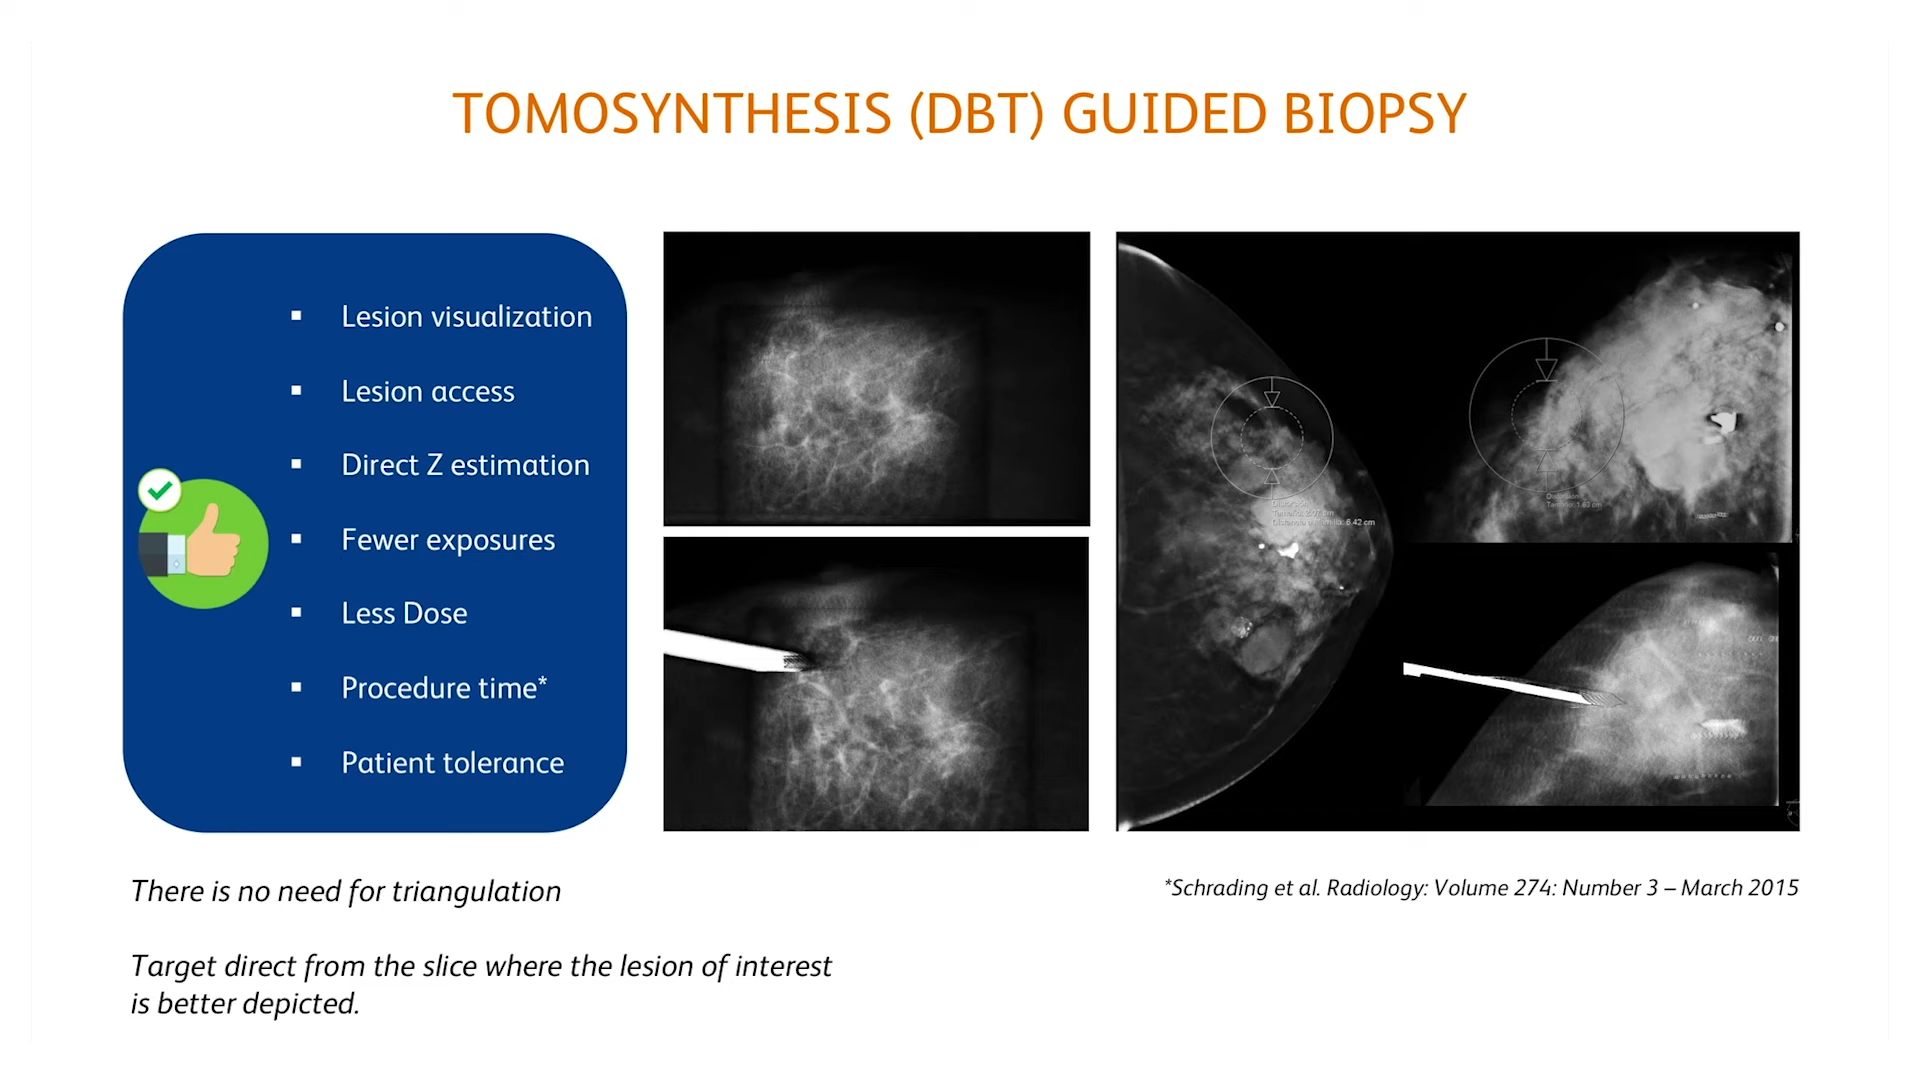 TOMOSYNTHESIS (DBT) GUIDED BIOPSY
Lesion visualization
Lesion access
Direct Z estimation
Fewer exposures
Less Dose
Procedure time*
Patient tolerance
There is no need for triangulation
Target direct from the slice where the lesion of interest
is better depicted.
*Schrading et al. Radiology: Volume 274: Number 3 – March 2015